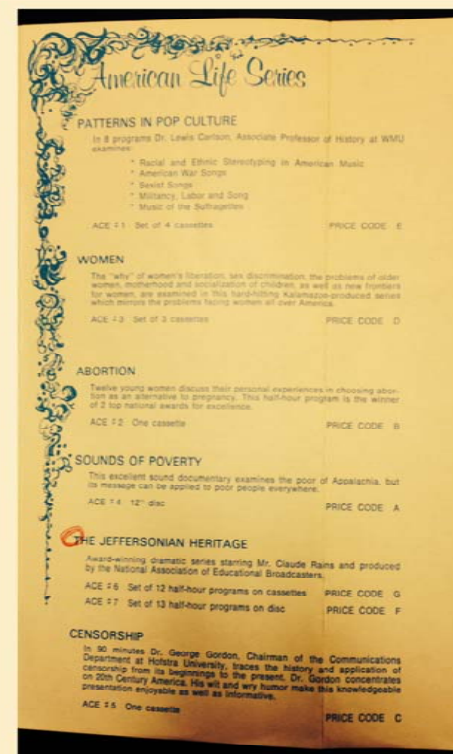 American Life Series
PATTERNS IN POP CULTURE
In 8 programs Dr. Lewis Carlson, Associate Professor of History at WMU
examines:
* Racial and Ethnic Stereotyping in American Music
* American War Songs
* Sexist Songs
* Militancy, Labor and Song
* Music of the Suffragettes
ACE #1 Set of 4 cassettes PRICE CODE E
WOMEN
The "why" of women's liberation, sex discrimination, the problems of older
women, motherhood and socialization of children, as well as new frontiers
for women, are examined in this hard-hitting Kalamazoo-produced series
which mirrors the problems facing women all over America.
ACE #3 Set of 3 cassettes PRICE CODE D
ABORTION
Twelve young women discuss their personal experiences in choosing abor-
tion as an alternative to pregnancy. This half-hour program is the winner
of 2 top national awards for excellence.
ACE #2 One cassette PRICE CODE B
SOUNDS OF POVERTY
This excellent sound documentary examines the poor of Appalachia, but
its message can be applied to poor people everywhere.
ACE #4 12" disc PRICE CODE A
THE JEFFERSONIAN HERITAGE
Award-winning dramatic series starring Mr. Claude Rains and produced
by the National Association of Educational Broadcasters.
ACE #6 Set of 12 half-hour programs on cassettes PRICE CODE G
ACE #7 Set of 13 half-hour programs on disc PRICE CODE F
CENSORSHIP
In 90 minutes Dr. George Gordon, Chairman of the Communications
Department at Hofstra University, traces the history and application of
censorship from its beginnings to the present. Dr. Gordon concentrates
on 20th Century America. His wit and wry humor make this knowledgeable
presentation enjoyable as well as informative.
ACE #5 One cassette PRICE CODE C